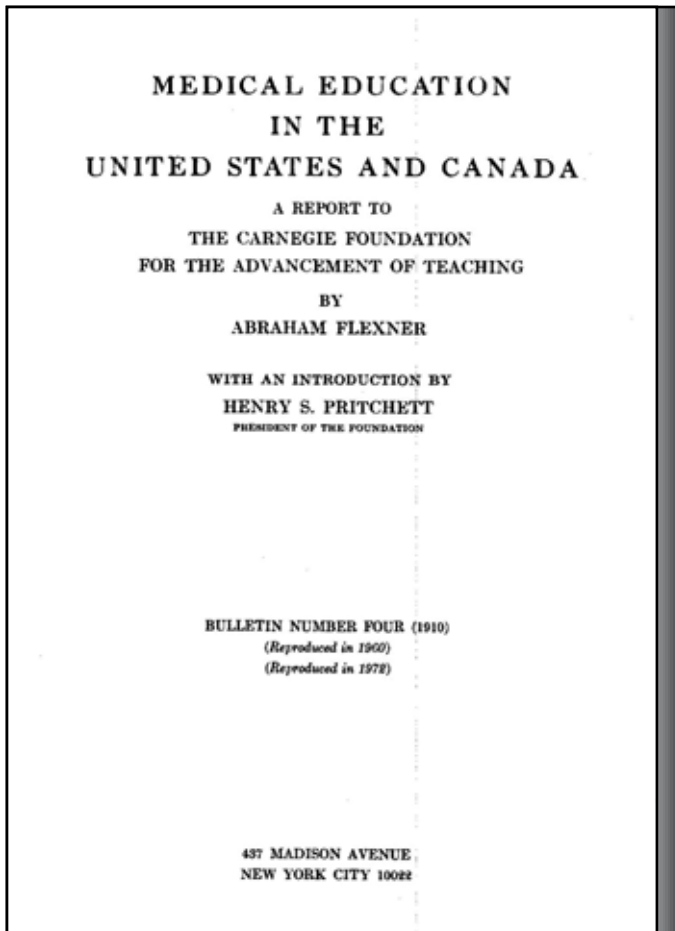 MEDICAL EDUCATION
IN THE
UNITED STATES AND CANADA
A REPORT TO
THE CARNEGIE FOUNDATION
FOR THE ADVANCEMENT OF TEACHING
BY
ABRAHAM FLEXNER
WITH AN INTRODUCTION BY
HENRY S. PRITCHETT
PRESIDENT OF THE FOUNDATION
BULLETIN NUMBER FOUR (1910)
(Reproduced in 1960)
(Reproduced in 1972)
437 MADISON AVENUE
NEW YORK CITY 10022